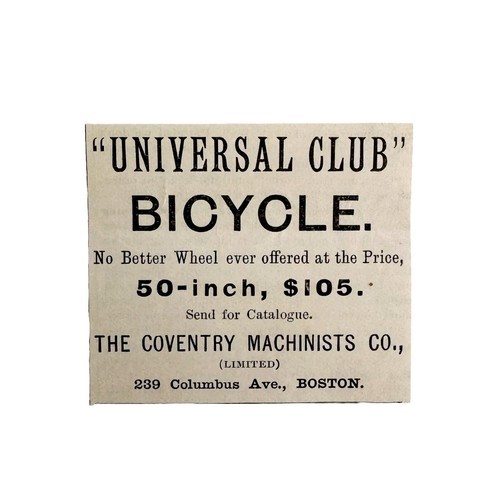 "UNIVERSAL CLUB"
BICYCLE.
No Better Wheel ever offered at the Price,
50-inch, $105.
Send for Catalogue.
THE COVENTRY MACHINISTS CO.,
(LIMITED)
239 Columbus Ave., BOSTON.